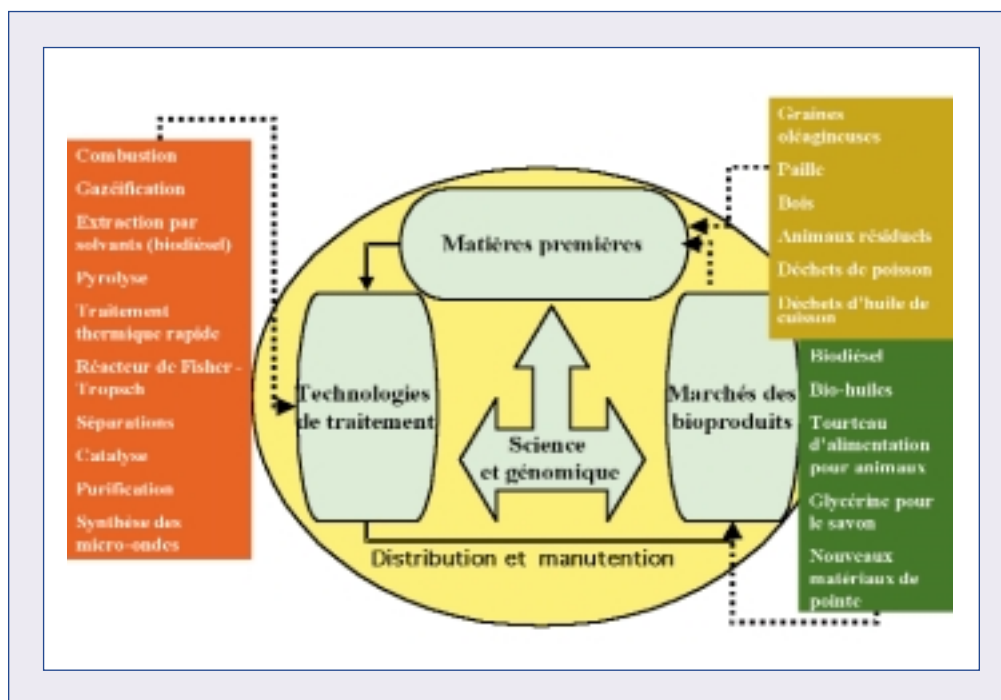 Combustion
Gazéification
Extraction par
solvants (biodiésel)
Pyrolyse
Traitement
thermique rapide
Réacteur de Fisher -
Tropsch
Séparations
Catalyse
Purification
Synthèse des
micro-ondes
Matières premières
Technologies
de traitement
Science
et génomique
Marchés des
bioproduits
Distribution et manutention
Graines
oléagineuses
Paille
Bois
Animaux résiduels
Déchets de poisson
Déchets d'huile de
cuisson
Biodiésel
Bio-huiles
Tourteau
d'alimentation
pour animaux
Glycérine pour
le savon
Nouveaux
matériaux de
pointe